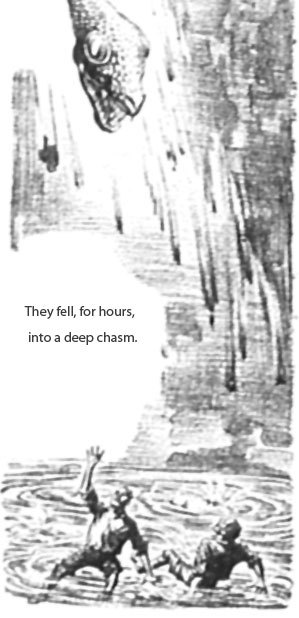 They fell, for hours,
into a deep chasm.